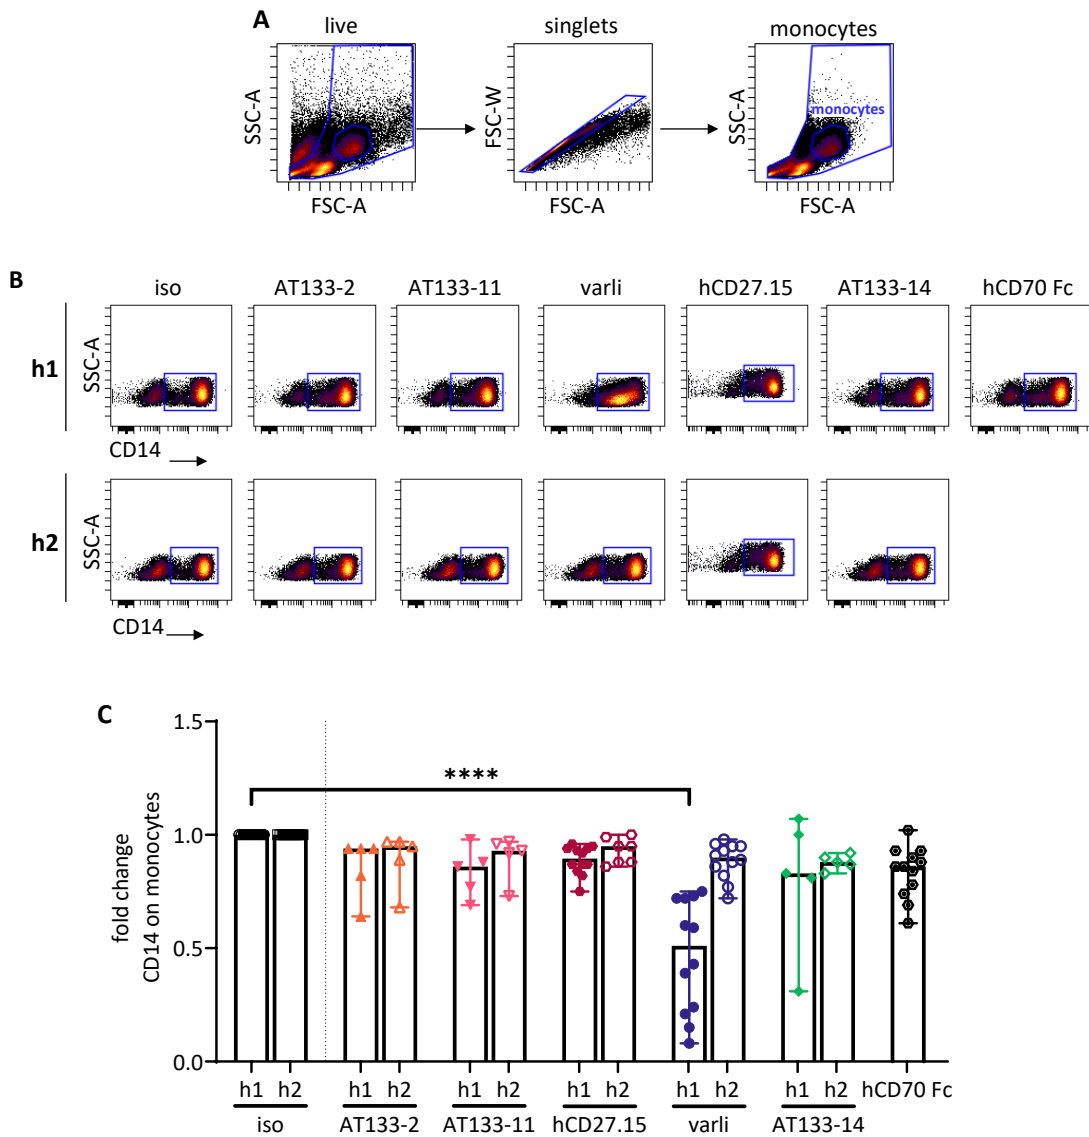 A
live
singlets
monocytes
SSC-A
FSC-W
SSC-A
monocytes
FSC-A
FSC-A
FSC-A
B
iso AT133-2 AT133-11 varli hCD27.15 AT133-14 hCD70 Fc
h1
SSC-A
CD14
h2
SSC-A
CD14
C
fold change
CD14 on monocytes
1.5
1.0
0.5
0.0
****
h1 h2 h1 h2 h1 h2 h1 h2 h1 h2 h1 h2 hCD70 Fc
iso AT133-2 AT133-11 hCD27.15 varli AT133-14